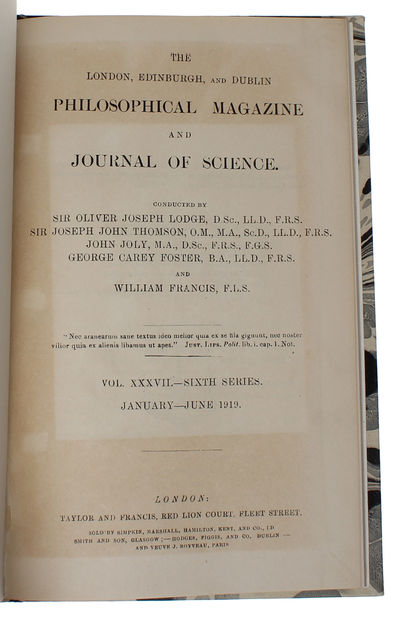 THE
LONDON, EDINBURGH, AND DUBLIN
PHILOSOPHICAL MAGAZINE
AND
JOURNAL OF SCIENCE.
CONDUCTED BY
SIR OLIVER JOSEPH LODGE, D.Sc., LL.D., F.R.S.
SIR JOSEPH JOHN THOMSON, O.M., M.A., Sc.D., LL.D., F.R.S.
JOHN JOLY, M.A., D.Sc., F.R.S., F.G.S.
GEORGE CAREY FOSTER, B.A., LL.D., F.R.S.
AND
WILLIAM FRANCIS, F.L.S.
"Nec aranearum sane textus ideo melior quia ex se fila gignunt, nec noster
vilior quia ex alienis libamus ut apes." JUST. LIPS. Polit. lib. i. cap. 1. Not.
VOL. XXXVII.—SIXTH SERIES.
JANUARY—JUNE 1919.
LONDON:
TAYLOR AND FRANCIS, RED LION COURT, FLEET STREET.
SOLD BY SIMPKIN, MARSHALL, HAMILTON, KENT, AND CO., LD
SMITH AND SON, GLASGOW;—HODGES, FIGGIS, AND CO. DUBLIN—
AND VEUVE J. BOYVEAU, PARIS